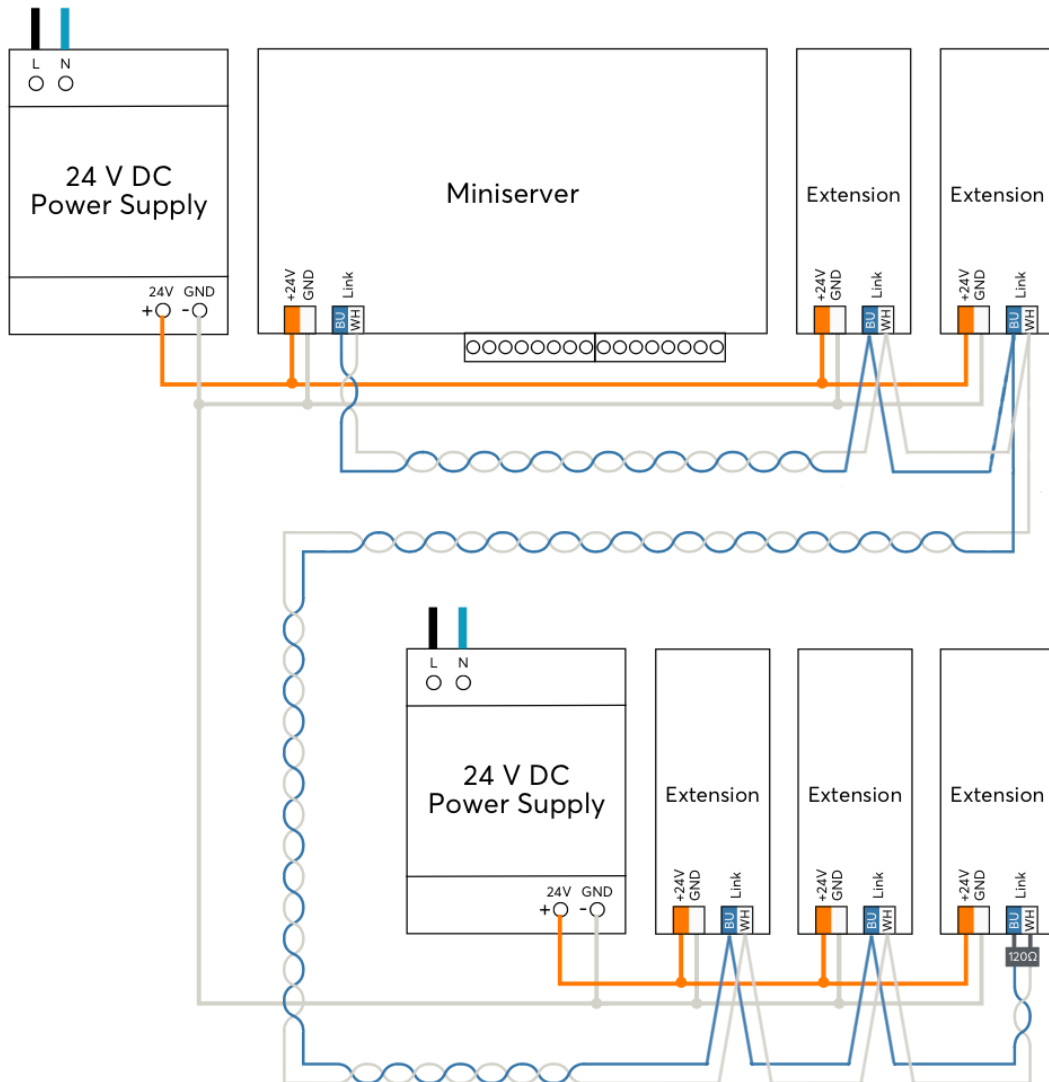 L N
24 V DC
Power Supply
24V GND
+ -
Miniserver
+24V GND Link
BU WH
Extension
+24V GND Link
BU WH
Extension
+24V GND Link
BU WH
L N
24 V DC
Power Supply
24V GND
+ -
Extension
+24V GND Link
BU WH
Extension
+24V GND Link
BU WH
Extension
+24V GND Link
BU WH
120Ω